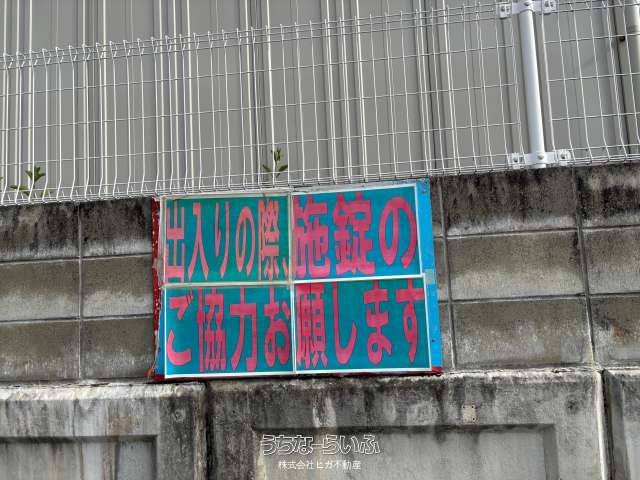 出入りの際、施錠の
ご協力お願します
うちなーらいふ
株式会社ヒガ不動産